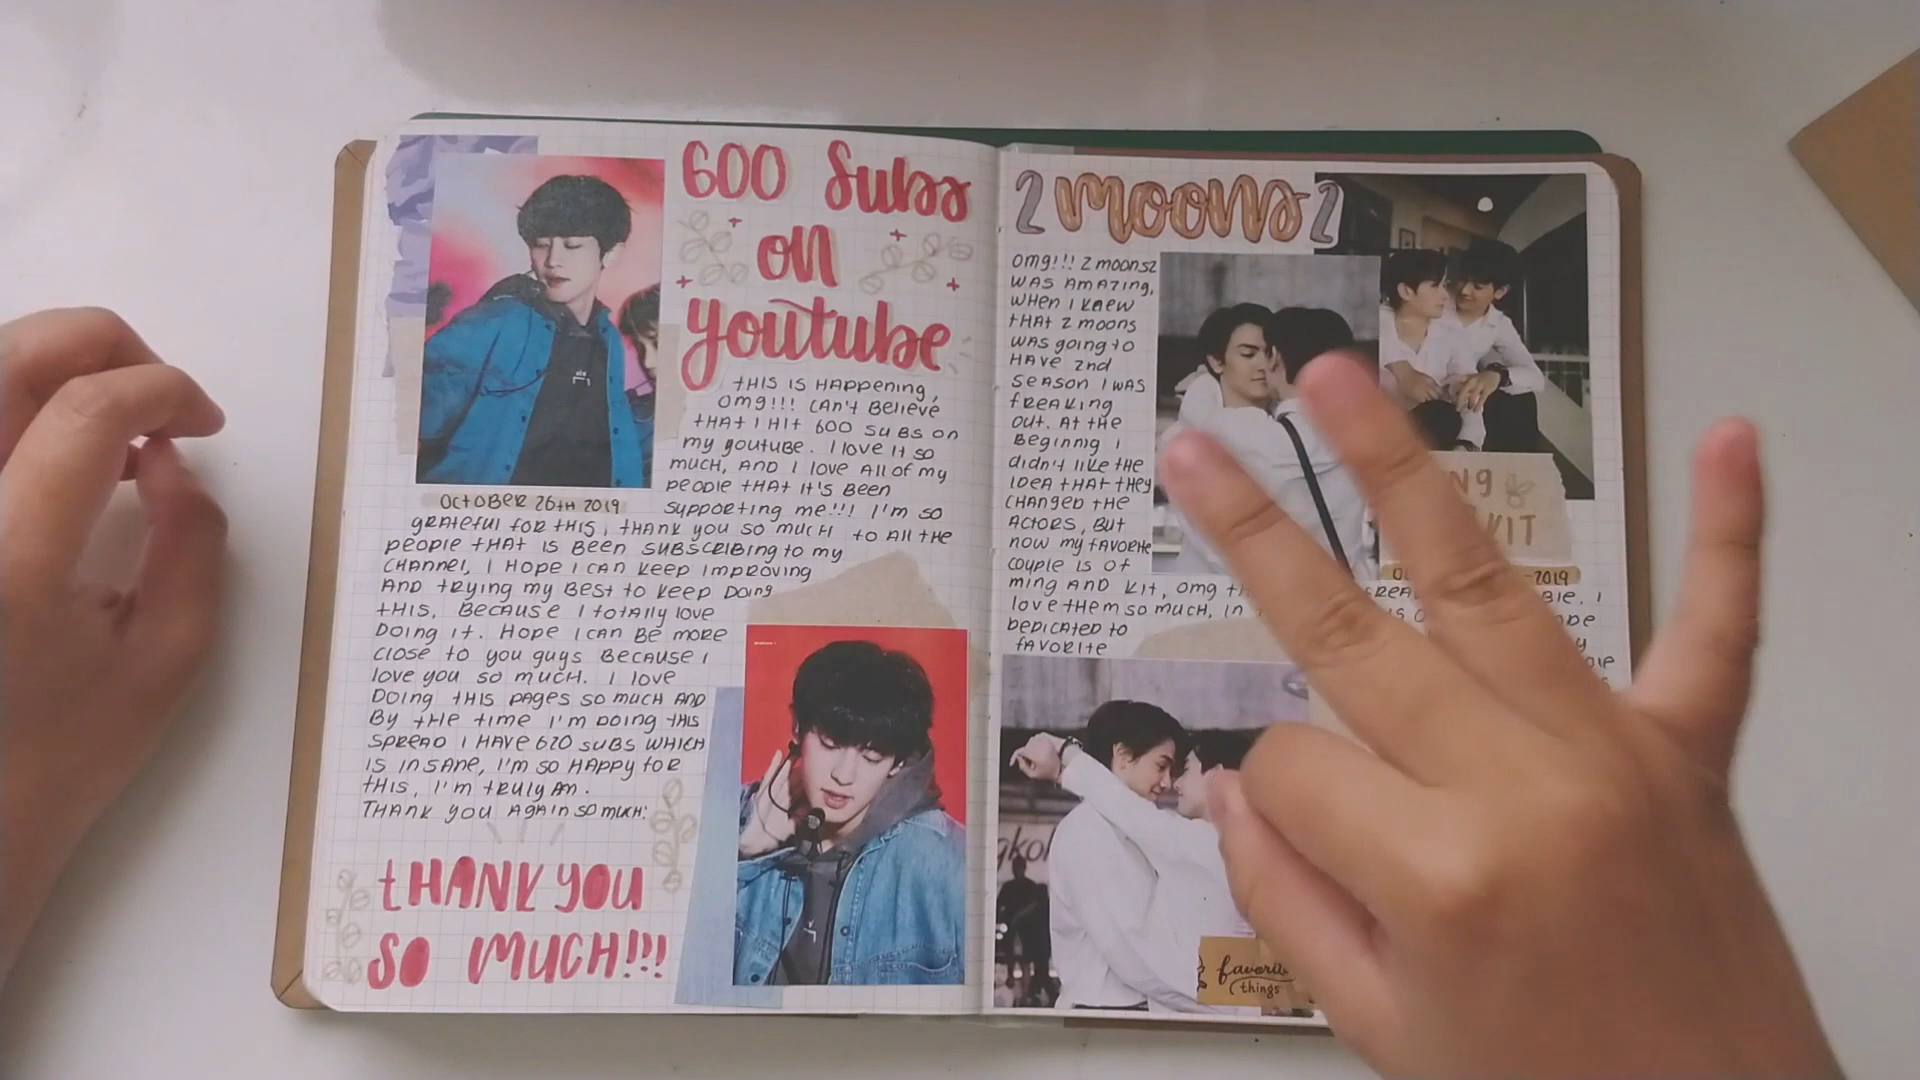 600 Subs
on
youtube
THIS IS HAPPENING,
OMG!!! CAN'T BELIEVE
THAT I HIT 600 SUBS ON
MY YOUTUBE. I LOVE IT SO
MUCH, AND I LOVE ALL OF MY
PEOPLE THAT IT'S BEEN
SUPPORTING ME!!! I'M SO
OCTOBER 26TH 2019
GRATEFUL FOR THIS, THANK YOU SO MUCH TO ALL THE
PEOPLE THAT IS BEEN SUBSCRIBING TO MY
CHANNEL, I HOPE I CAN KEEP IMPROVING
AND TRYING MY BEST TO KEEP DOING
THIS, BECAUSE I TOTALLY LOVE
DOING IT. HOPE I CAN BE MORE
CLOSE TO YOU GUYS BECAUSE I
LOVE YOU SO MUCH. I LOVE
DOING THIS PAGES SO MUCH AND
BY THE TIME I'M DOING THIS
SPREAD I HAVE 620 SUBS WHICH
IS INSANE, I'M SO HAPPY FOR
THIS, I'M TRULY AM.
THANK YOU AGAIN SO MUCH!
THANK YOU
SO MUCH!!!
2 moons 2
OMG!!! 2 MOONS2
WAS AMAZING,
WHEN I KNEW
THAT 2 MOONS
WAS GOING TO
HAVE 2ND
SEASON I WAS
FREAKING
OUT. AT THE
BEGINNG I
DIDN'T LIKE THE
IDEA THAT THEY
CHANGED THE
ACTORS, BUT
NOW MY FAVORITE
COUPLE IS OF
MING AND KIT, OMG
LOVE THEM SO MUCH, IN
DEDICATED TO
FAVORITE
KIT
2019
favorite
things